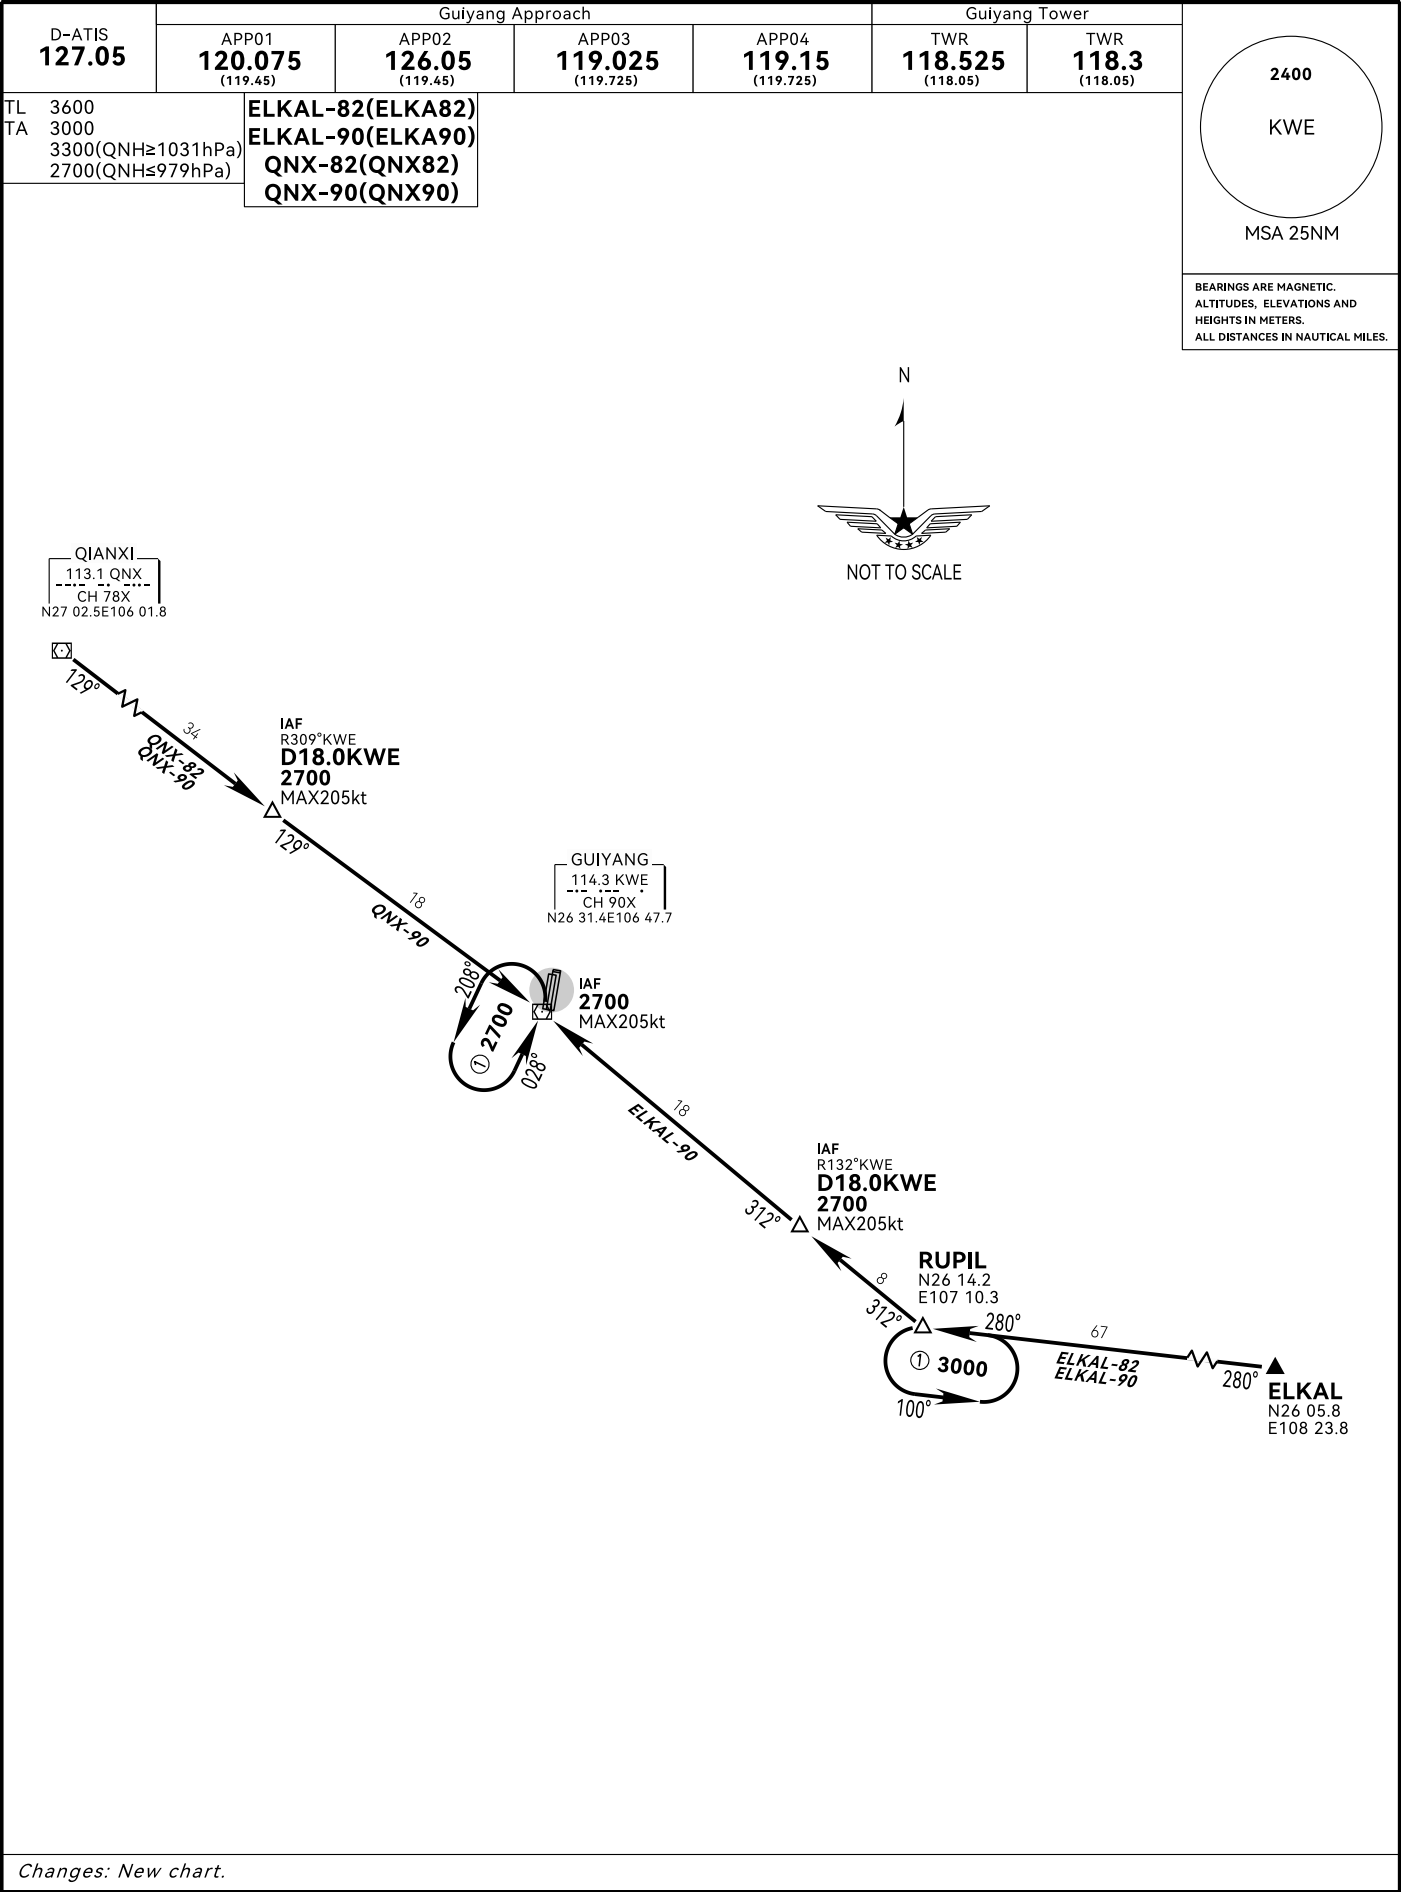 D-ATIS
127.05
Guiyang Approach
APP01
120.075
(119.45)
APP02
126.05
(119.45)
APP03
119.025
(119.725)
APP04
119.15
(119.725)
Guiyang Tower
TWR
118.525
(118.05)
TWR
118.3
(118.05)
2400
KWE
MSA 25NM
TL 3600
TA 3000
3300(QNH≥1031hPa)
2700(QNH≤979hPa)
ELKAL-82(ELKA82)
ELKAL-90(ELKA90)
QNX-82(QNX82)
QNX-90(QNX90)
BEARINGS ARE MAGNETIC.
ALTITUDES, ELEVATIONS AND
HEIGHTS IN METERS.
ALL DISTANCES IN NAUTICAL MILES.
N
NOT TO SCALE
QIANXI
113.1 QNX
CH 78X
N27 02.5E106 01.8
129°
34
QNX-82
QNX-90
IAF
R309°KWE
D18.0KWE
2700
MAX205kt
129°
18
QNX-90
GUIYANG
114.3 KWE
CH 90X
N26 31.4E106 47.7
208°
① 2700
028°
IAF
2700
MAX205kt
18
ELKAL-90
312°
IAF
R132°KWE
D18.0KWE
2700
MAX205kt
8
312°
RUPIL
N26 14.2
E107 10.3
280°
① 3000
100°
67
ELKAL-82
ELKAL-90
280°
ELKAL
N26 05.8
E108 23.8
Changes: New chart.